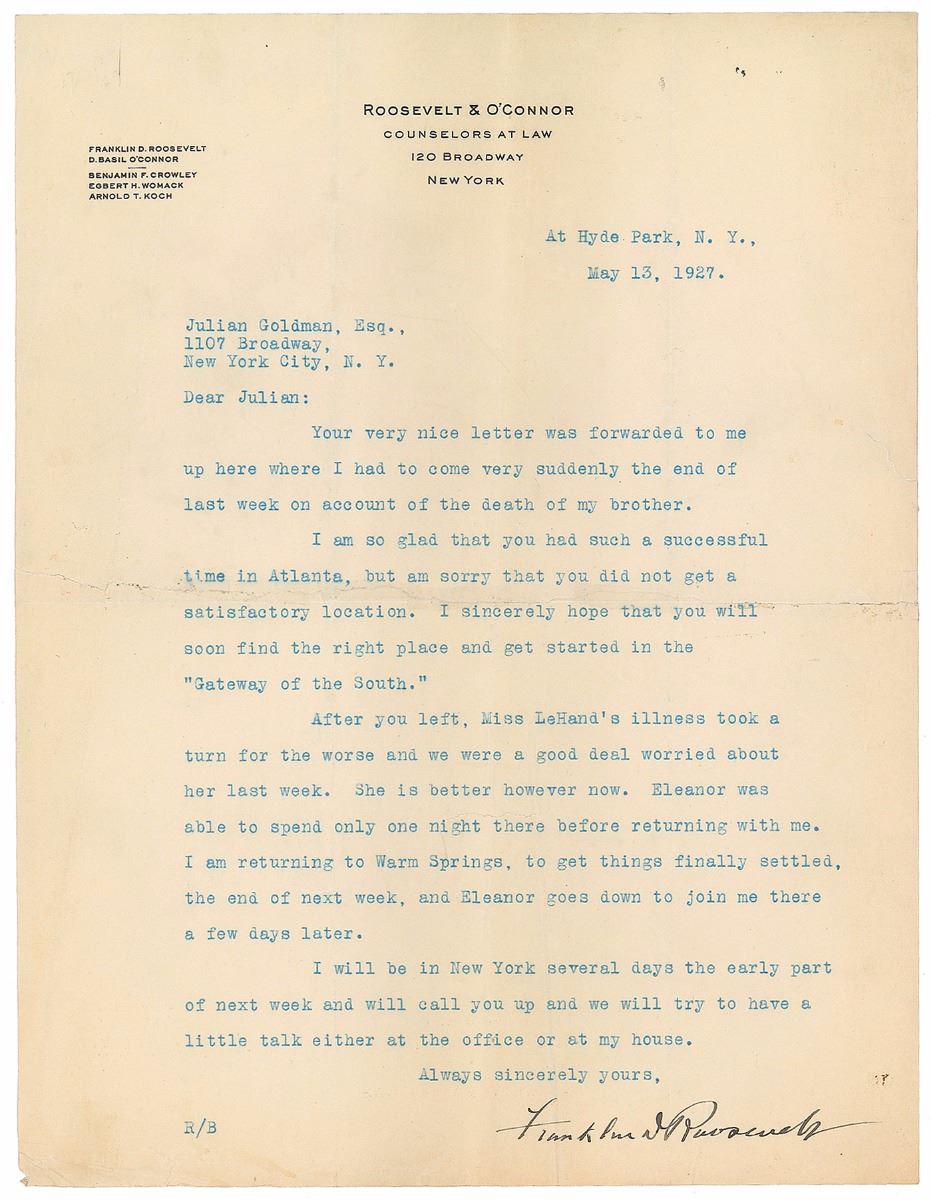 ROOSEVELT & O'CONNOR
COUNSELORS AT LAW
120 BROADWAY
NEW YORK
FRANKLIN D. ROOSEVELT
D. BASIL O'CONNOR
BENJAMIN F. CROWLEY
EGBERT H. WOMACK
ARNOLD T. KOCH
At Hyde Park, N. Y.,
May 13, 1927.
Julian Goldman, Esq.,
1107 Broadway,
New York City, N. Y.
Dear Julian:
Your very nice letter was forwarded to me
up here where I had to come very suddenly the end of
last week on account of the death of my brother.
I am so glad that you had such a successful
time in Atlanta, but am sorry that you did not get a
satisfactory location. I sincerely hope that you will
soon find the right place and get started in the
"Gateway of the South."
After you left, Miss LeHand's illness took a
turn for the worse and we were a good deal worried about
her last week. She is better however now. Eleanor was
able to spend only one night there before returning with me.
I am returning to Warm Springs, to get things finally settled,
the end of next week, and Eleanor goes down to join me there
a few days later.
I will be in New York several days the early part
of next week and will call you up and we will try to have a
little talk either at the office or at my house.
Always sincerely yours,
Franklin D Roosevelt
R/B